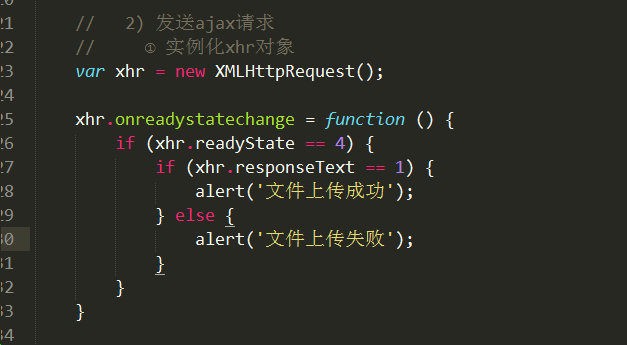 20
21 //   2) 发送ajax请求
22 //     ① 实例化xhr对象
23 var xhr = new XMLHttpRequest();
24
25 xhr.onreadystatechange = function () {
26     if (xhr.readyState == 4) {
27         if (xhr.responseText == 1) {
28             alert('文件上传成功');
29         } else {
30             alert('文件上传失败');
31         }
32     }
33 }
34